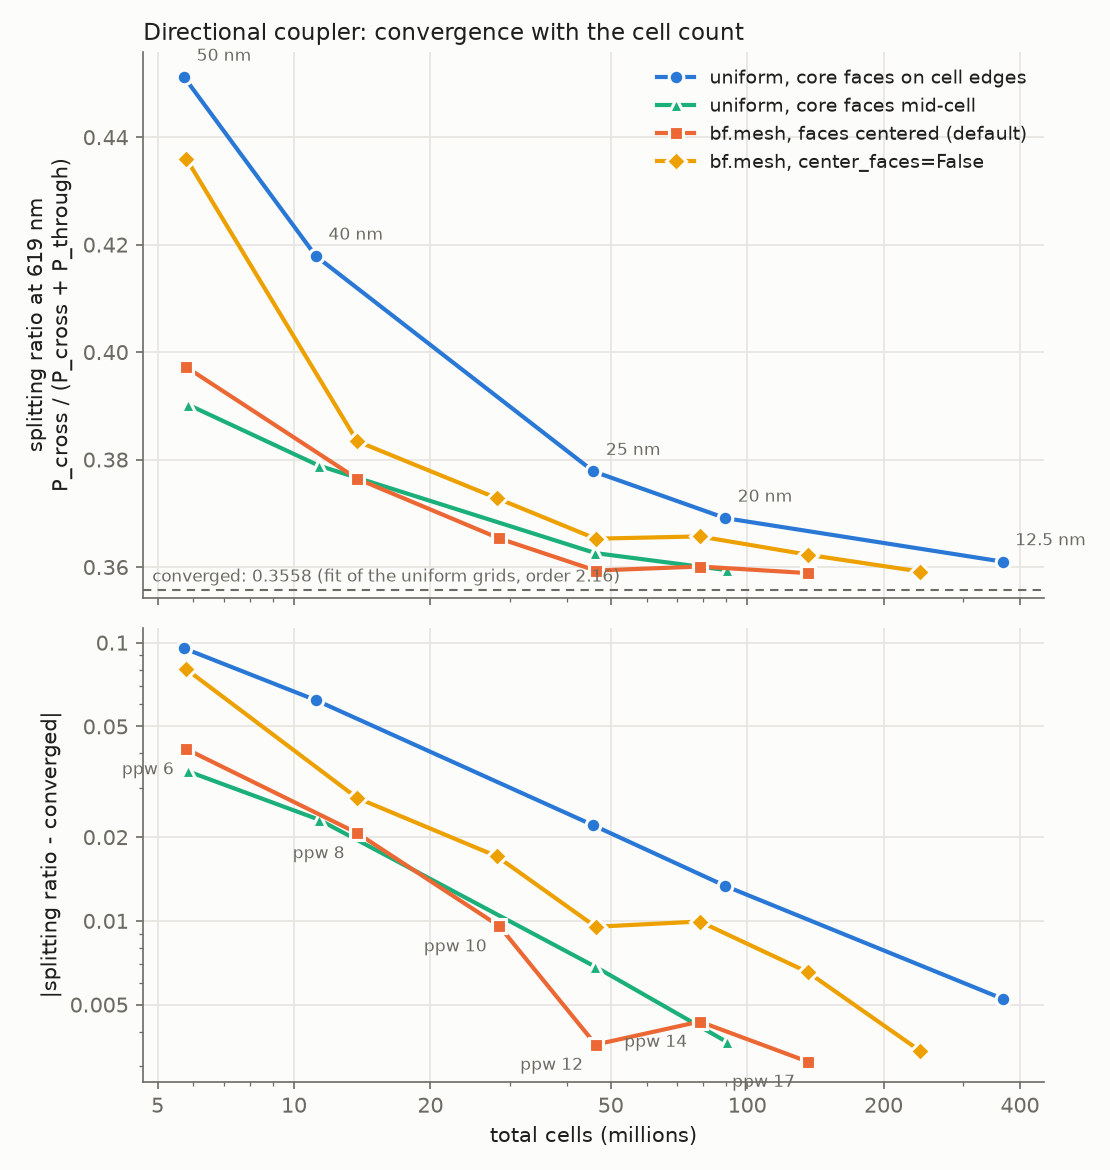 Directional coupler: convergence with the cell count
50 nm
uniform, core faces on cell edges
uniform, core faces mid-cell
bf.mesh, faces centered (default)
bf.mesh, center_faces=False
40 nm
25 nm
20 nm
12.5 nm
0.44
0.42
0.40
0.38
0.36
splitting ratio at 619 nm
P_cross / (P_cross + P_through)
converged: 0.3558 (fit of the uniform grids, order 2.16)
0.1
0.05
0.02
0.01
0.005
|splitting ratio - converged|
ppw 6
ppw 8
ppw 10
ppw 12
ppw 14
ppw 17
5
10
20
50
100
200
400
total cells (millions)